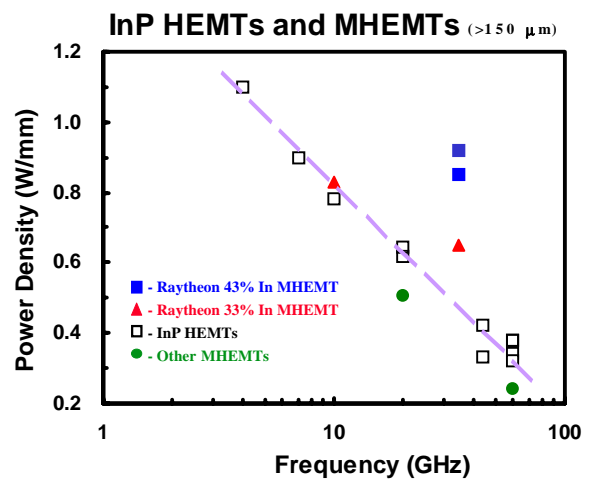 InP HEMTs and MHEMTs (>150 μm)
1.2
1.0
0.8
0.6
0.4
0.2
Power Density (W/mm)
- Raytheon 43% In MHEMT
- Raytheon 33% In MHEMT
- InP HEMTs
- Other MHEMTs
1
10
100
Frequency (GHz)